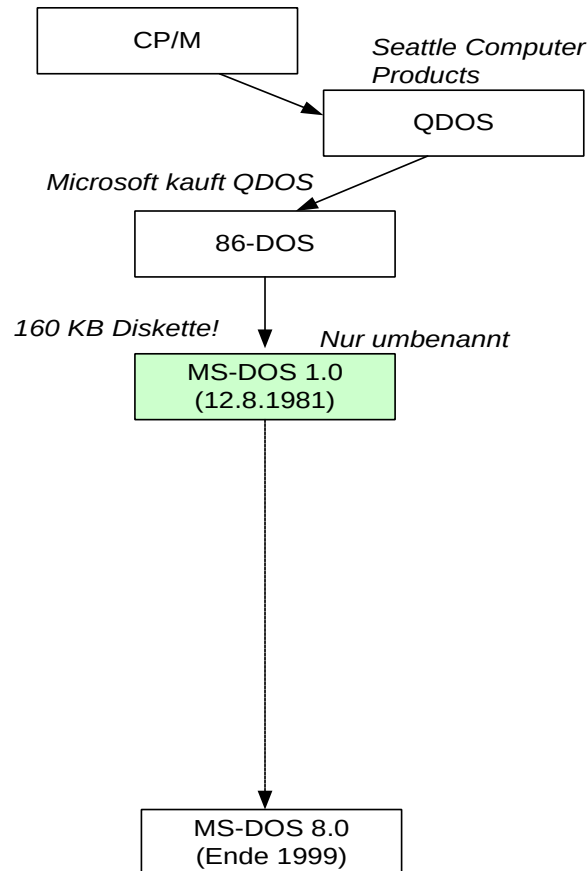 CP/M
Seattle Computer
Products
QDOS
Microsoft kauft QDOS
86-DOS
160 KB Diskette!
Nur umbenannt
MS-DOS 1.0
(12.8.1981)
MS-DOS 8.0
(Ende 1999)